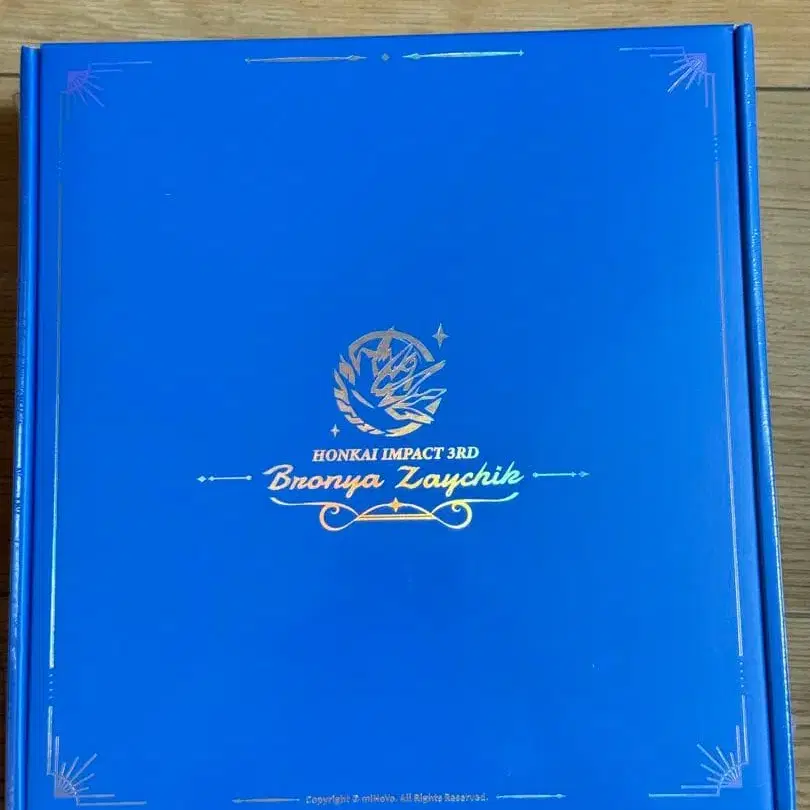 HONKAI IMPACT 3RD
Bronya Zaychik
Copyright © miHoYo. All Rights Reserved.